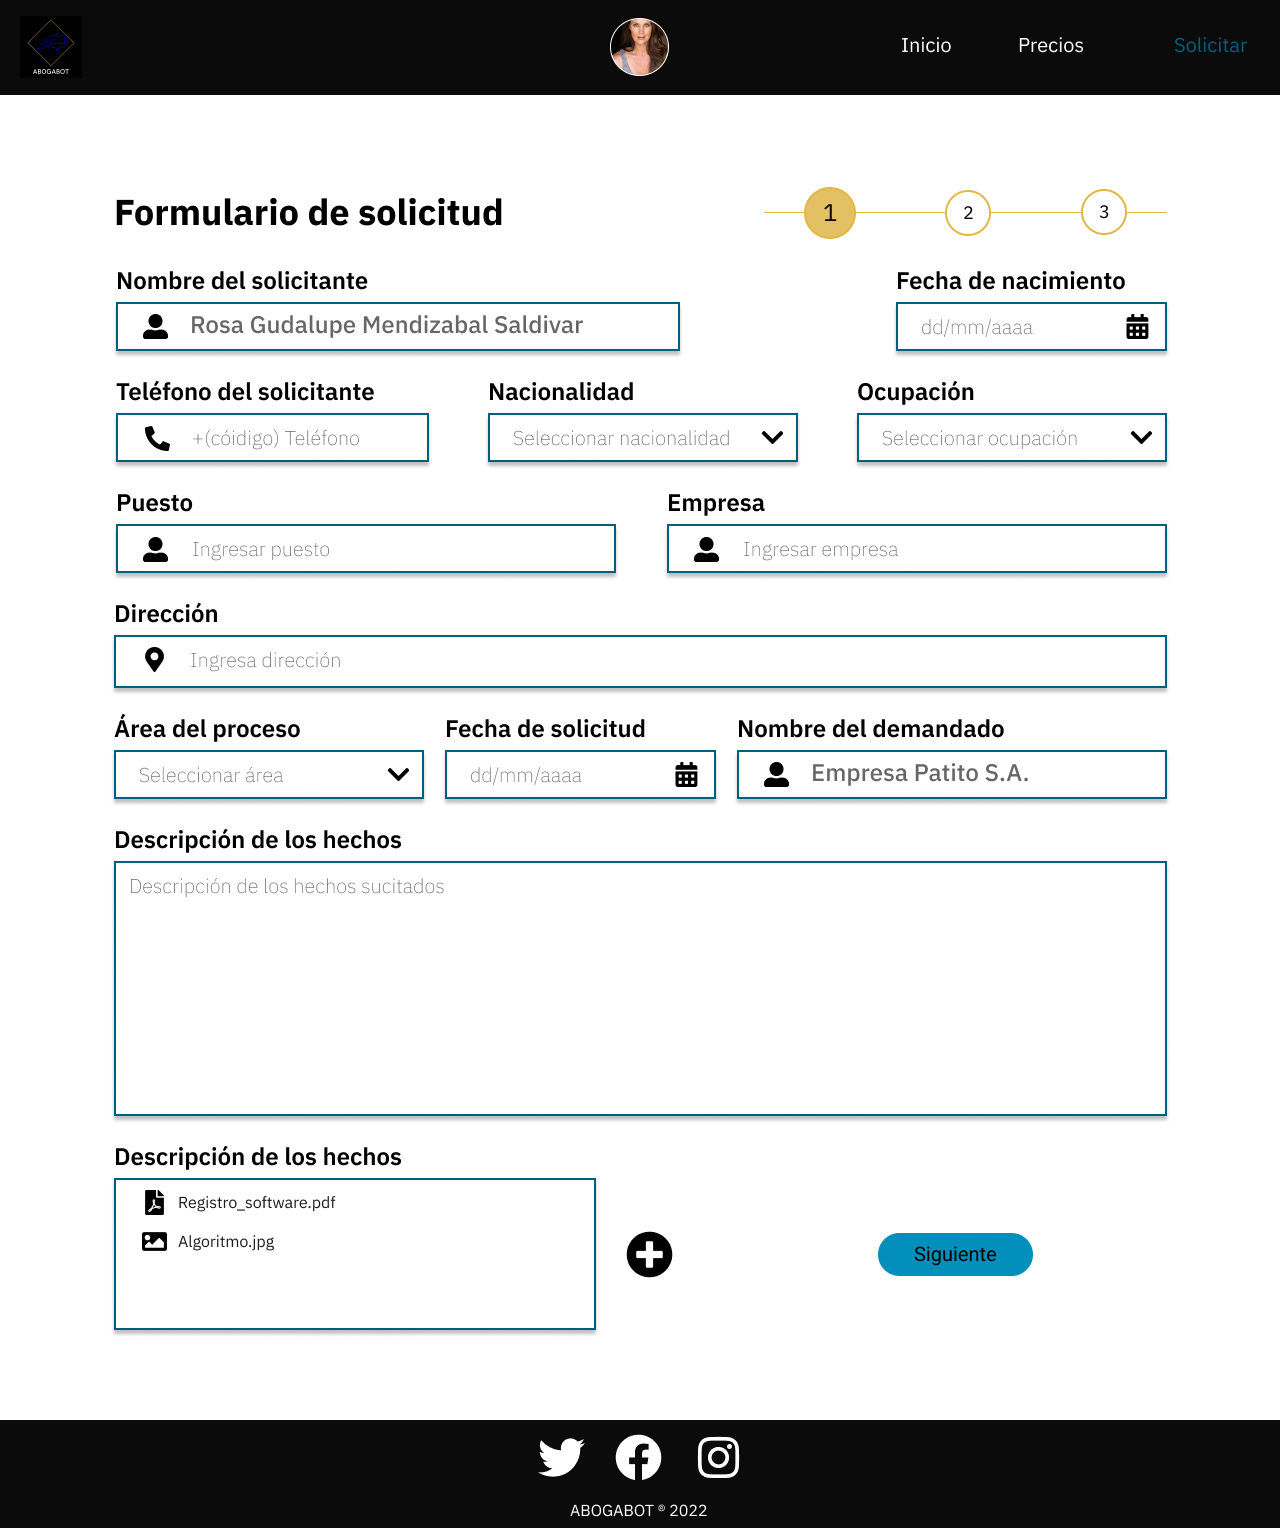 ABOGABOT
Inicio Precios Solicitar
Formulario de solicitud
1 2 3
Nombre del solicitante Fecha de nacimiento
Rosa Gudalupe Mendizabal Saldivar dd/mm/aaaa
Teléfono del solicitante Nacionalidad Ocupación
+(cóidigo) Teléfono Seleccionar nacionalidad Seleccionar ocupación
Puesto Empresa
Ingresar puesto Ingresar empresa
Dirección
Ingresa dirección
Área del proceso Fecha de solicitud Nombre del demandado
Seleccionar área dd/mm/aaaa Empresa Patito S.A.
Descripción de los hechos
Descripción de los hechos sucitados
Descripción de los hechos
Registro_software.pdf
Algoritmo.jpg
Siguiente
ABOGABOT ® 2022